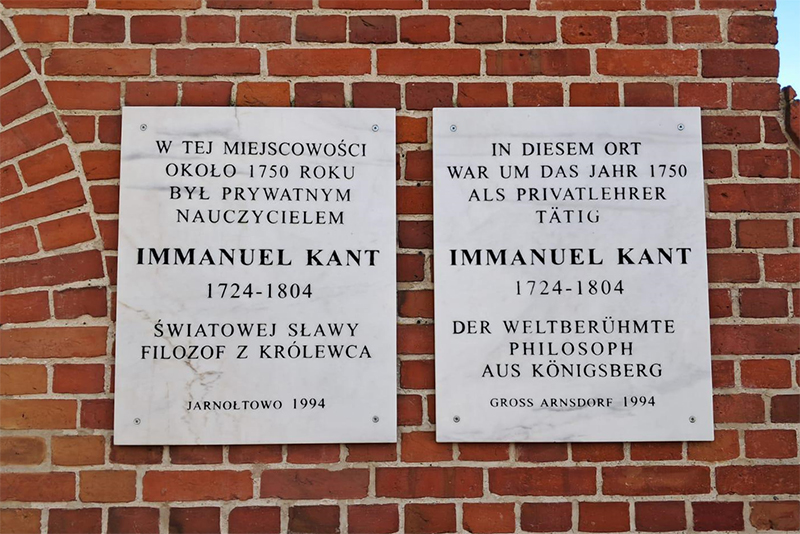 W TEJ MIEJSCOWOŚCI
OKOŁO 1750 ROKU
BYŁ PRYWATNYM
NAUCZYCIELEM
IMMANUEL KANT
1724-1804
ŚWIATOWEJ SŁAWY
FILOZOF Z KRÓLEWCA
JARNOŁTOWO 1994
IN DIESEM ORT
WAR UM DAS JAHR 1750
ALS PRIVATLEHRER
TÄTIG
IMMANUEL KANT
1724-1804
DER WELTBERÜHMTE
PHILOSOPH
AUS KÖNIGSBERG
GROSS ARNSDORF 1994